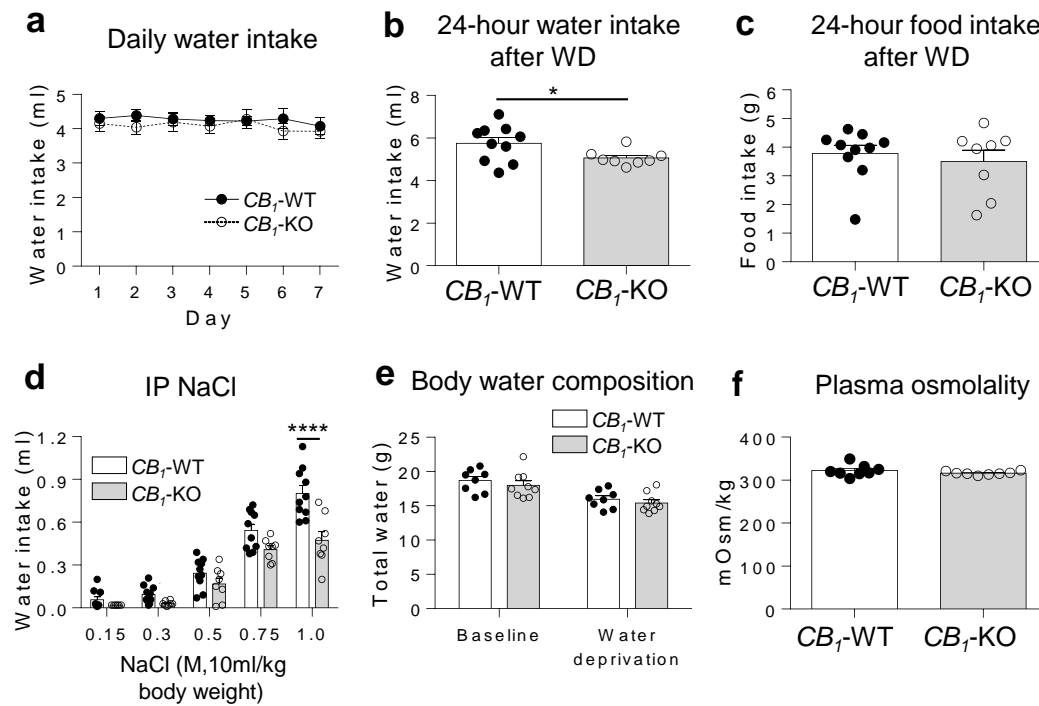 a
Daily water intake
Water intake (ml)
5
4
3
2
1
0
CB₁-WT
CB₁-KO
1 2 3 4 5 6 7
Day
b
24-hour water intake
after WD
Water intake (ml)
8
6
4
2
0
*
CB₁-WT CB₁-KO
c
24-hour food intake
after WD
Food intake (g)
6
5
4
3
2
1
0
CB₁-WT CB₁-KO
d
IP NaCl
Water intake (ml)
1.2
0.9
0.6
0.3
0.0
****
CB₁-WT
CB₁-KO
0.15 0.3 0.5 0.75 1.0
NaCl (M,10ml/kg
body weight)
e
Body water composition
CB₁-WT
CB₁-KO
Total water (g)
25
20
15
10
5
0
Baseline Water
deprivation
f
Plasma osmolality
mOsm/kg
400
300
200
100
0
CB₁-WT CB₁-KO